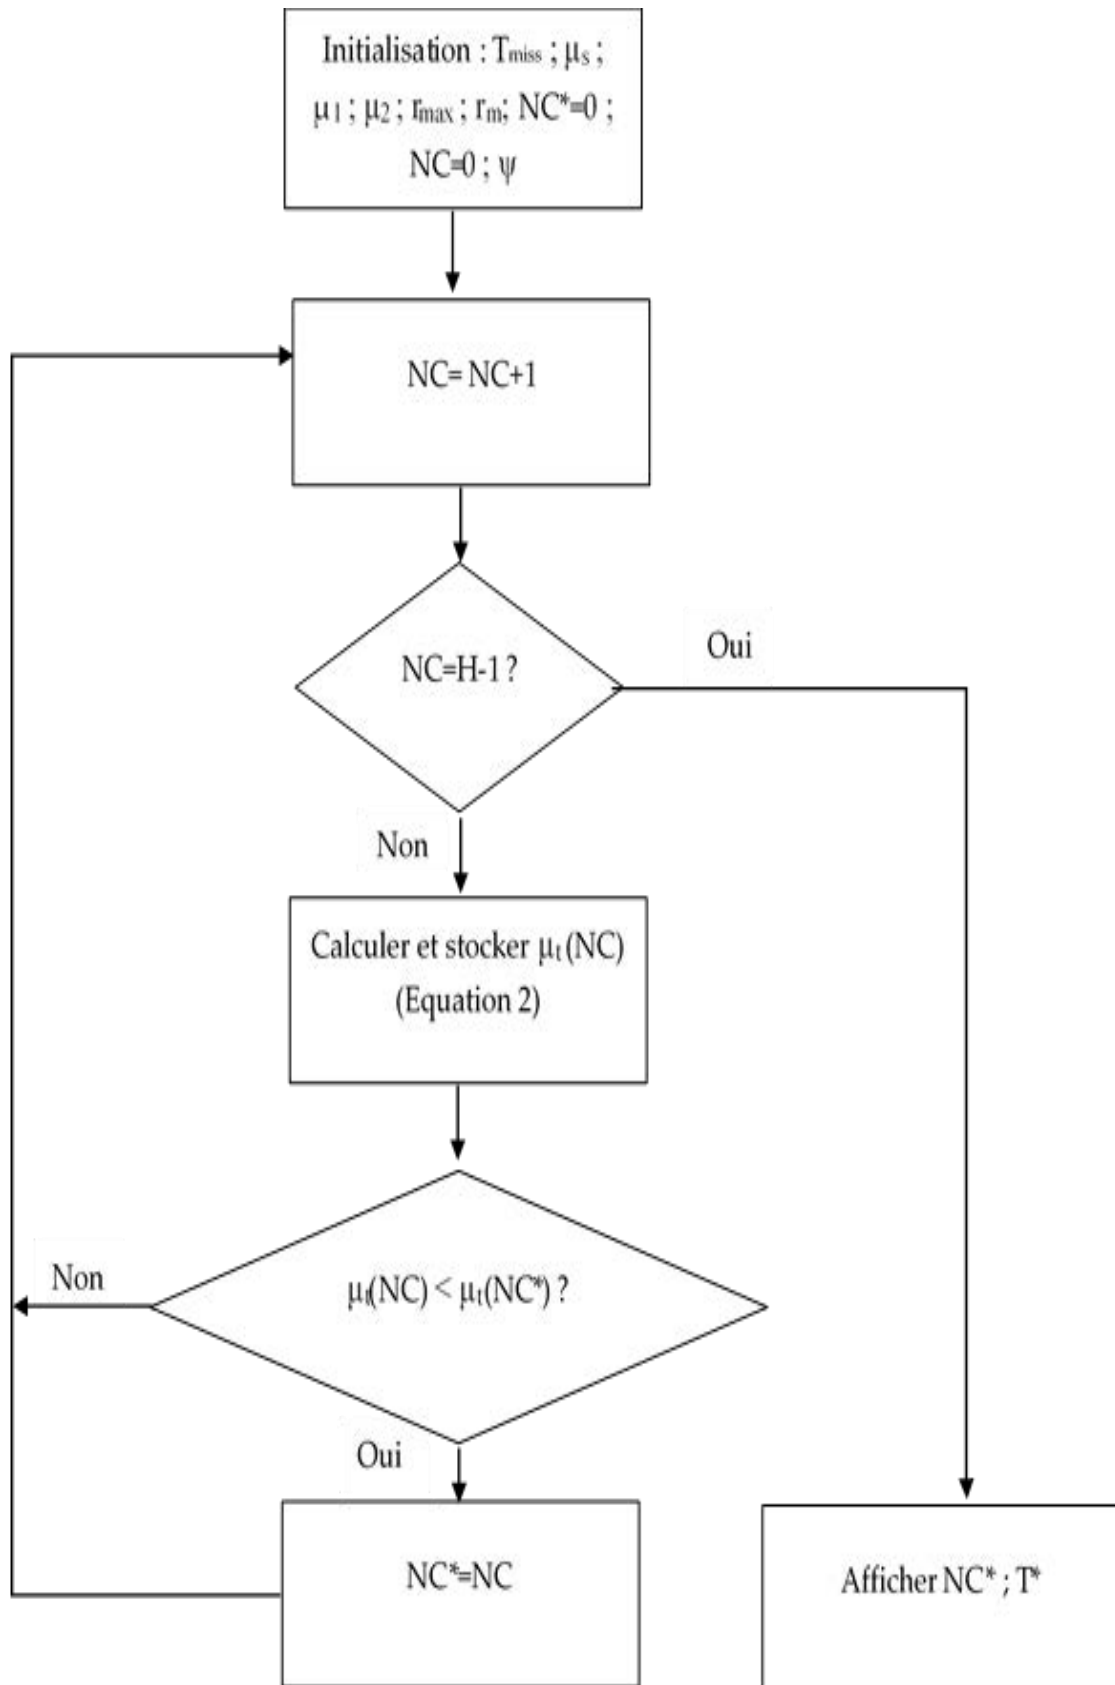 Initialisation : Tmiss ; μs ;
μ1 ; μ2 ; rmax ; rm; NC*=0 ;
NC=0 ; ψ
NC= NC+1
NC=H-1 ?
Oui
Non
Calculer et stocker μt (NC)
(Equation 2)
μt(NC) < μt(NC*) ?
Non
Oui
NC*=NC
Afficher NC* ; T*